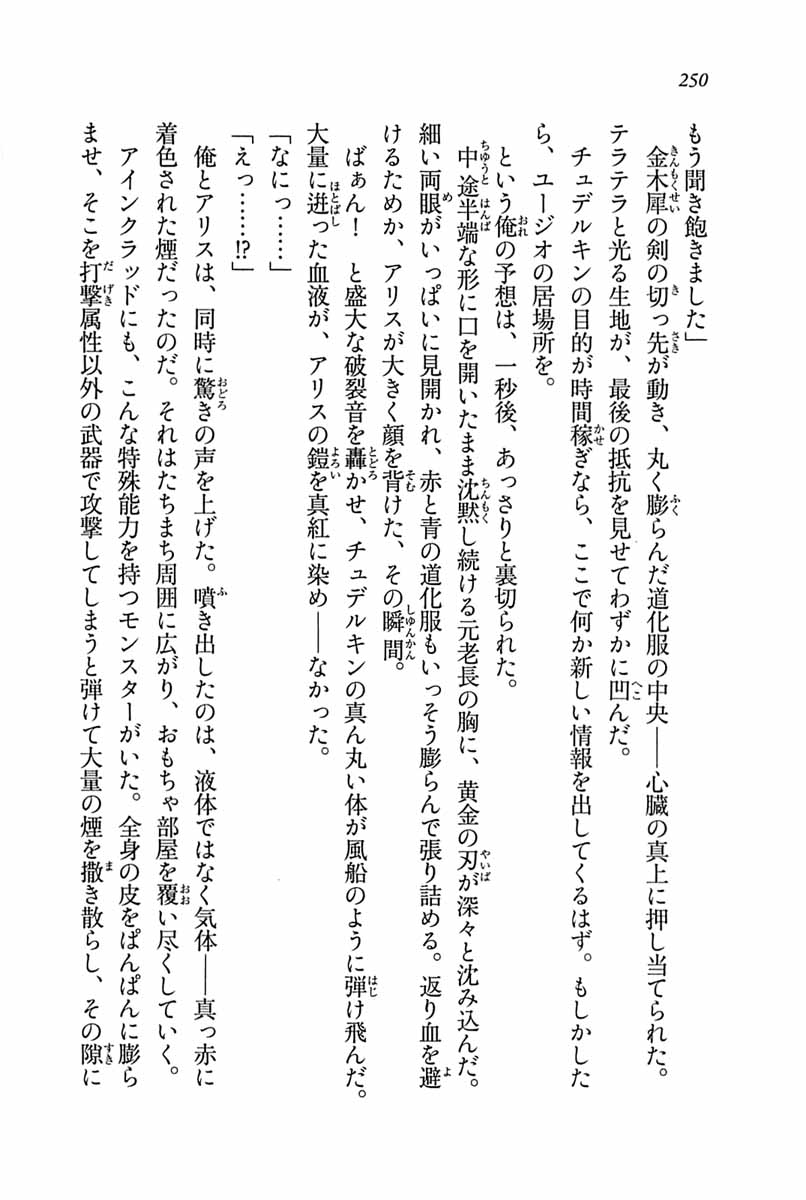 250
もう聞き飽きました」
　金木犀の剣の切っ先が動き、丸く膨らんだ道化服の中央――心臓の真上に押し当てられた。
テラテラと光る生地が、最後の抵抗を見せてわずかに凹んだ。
　チュデルキンの目的が時間稼ぎなら、ここで何か新しい情報を出してくるはず。もしかした
ら、ユージオの居場所を。
　という俺の予想は、一秒後、あっさりと裏切られた。
　中途半端な形に口を開いたまま沈黙し続ける元老長の胸に、黄金の刃が深々と沈み込んだ。
細い両眼がいっぱいに見開かれ、赤と青の道化服もいっそう膨らんで張り詰める。返り血を避
けるためか、アリスが大きく顔を背けた、その瞬間。
　ばぁん！　と盛大な破裂音を轟かせ、チュデルキンの真ん丸い体が風船のように弾け飛んだ。
大量に迸った血液が、アリスの鎧を真紅に染め――なかった。
「なにっ……」
「えっ……!?」
　俺とアリスは、同時に驚きの声を上げた。噴き出したのは、液体ではなく気体――真っ赤に
着色された煙だったのだ。それはたちまち周囲に広がり、おもちゃ部屋を覆い尽くしていく。
　アインクラッドにも、こんな特殊能力を持つモンスターがいた。全身の皮をぱんぱんに膨ら
ませ、そこを打撃属性以外の武器で攻撃してしまうと弾けて大量の煙を撒き散らし、その隙に